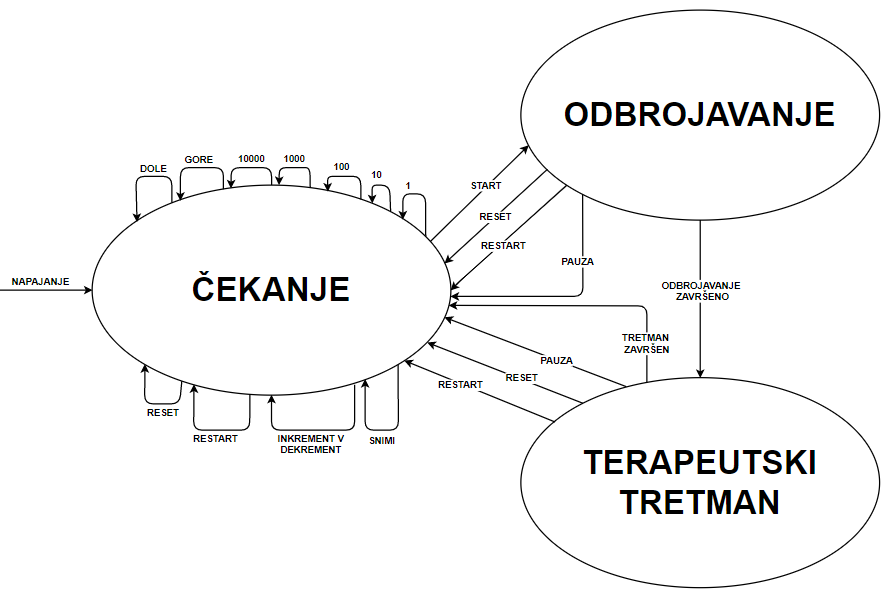 ODBROJAVANJE
DOLE
GORE
10000
1000
100
10
1
START
RESET
RESTART
PAUZA
NAPAJANJE
ČEKANJE
ODBROJAVANJE
ZAVRŠENO
TRETMAN
ZAVRŠEN
PAUZA
RESET
RESTART
RESET
RESTART
INKREMENT V
DEKREMENT
SNIMI
TERAPEUTSKI
TRETMAN